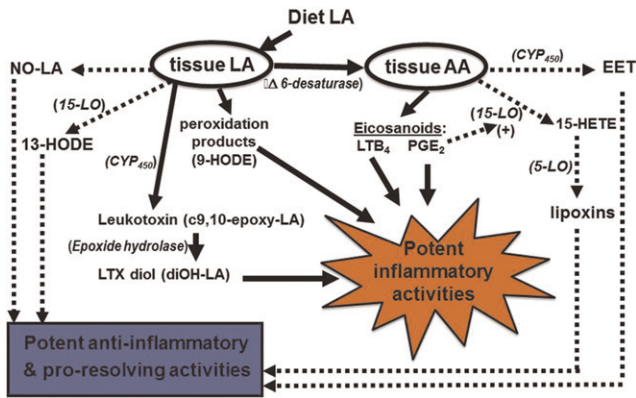 Diet LA
NO-LA
tissue LA
tissue AA
(CYP450)
EET
Δ 6-desaturase)
(15-LO)
13-HODE
peroxidation
products
(9-HODE)
(CYP450)
Eicosanoids:
LTB4 PGE2
(15-LO)
(+)
15-HETE
(5-LO)
lipoxins
Leukotoxin (c9,10-epoxy-LA)
(Epoxide hydrolase)
LTX diol (diOH-LA)
Potent
inflammatory
activities
Potent anti-inflammatory
& pro-resolving activities